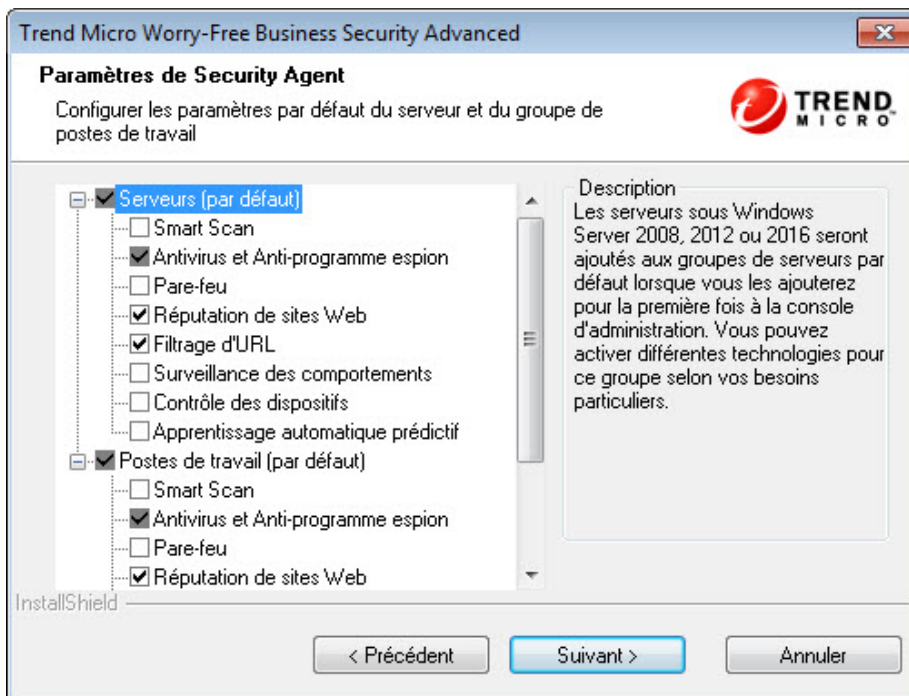 Trend Micro Worry-Free Business Security Advanced
Paramètres de Security Agent
Configurer les paramètres par défaut du serveur et du groupe de
postes de travail
TREND
MICRO™
Serveurs (par défaut)
Smart Scan
Antivirus et Anti-programme espion
Pare-feu
Réputation de sites Web
Filtrage d'URL
Surveillance des comportements
Contrôle des dispositifs
Apprentissage automatique prédictif
Postes de travail (par défaut)
Smart Scan
Antivirus et Anti-programme espion
Pare-feu
Réputation de sites Web
Description
Les serveurs sous Windows
Server 2008, 2012 ou 2016 seront
ajoutés aux groupes de serveurs par
défaut lorsque vous les ajouterez
pour la première fois à la console
d'administration. Vous pouvez
activer différentes technologies pour
ce groupe selon vos besoins
particuliers.
InstallShield
< Précédent
Suivant >
Annuler